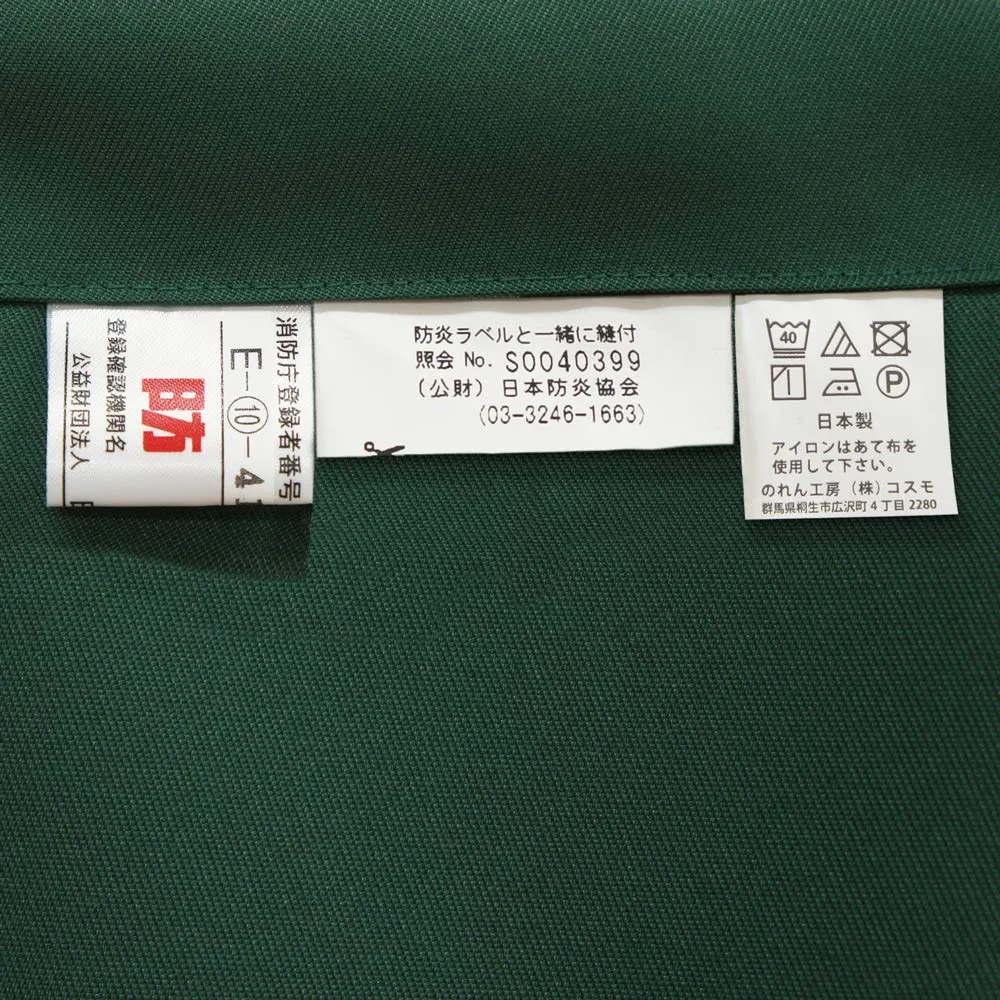 消防庁登録者番号
E-⑩-4
防炎
登録確認機関名
公益財団法人
防炎ラベルと一緒に縫付
照会 No. S0040399
(公財) 日本防炎協会
(03-3246-1663)
40
P
日本製
アイロンはあて布を
使用して下さい。
のれん工房 (株) コスモ
群馬県桐生市広沢町 4 丁目 2280